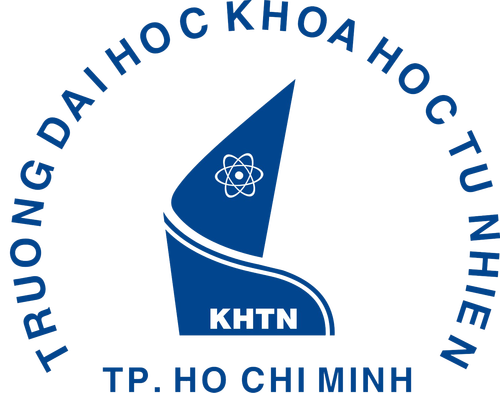 TRUONG DAI HOC KHOA HOC TU NHIEN
KHTN
TP. HO CHI MINH